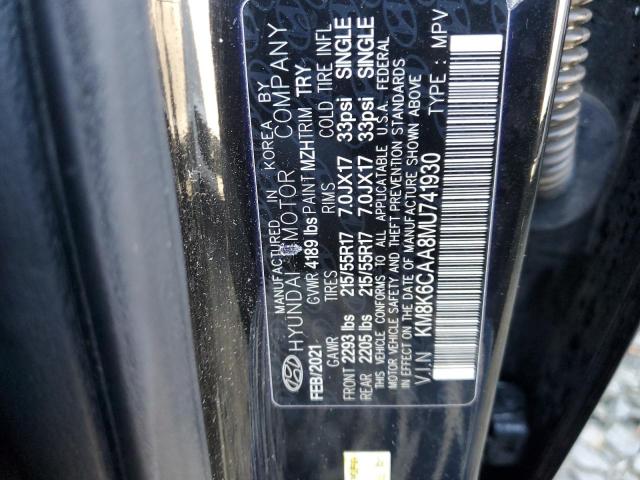 MANUFACTURED IN KOREA BY
HYUNDAI MOTOR COMPANY
FEB/2021 GVWR 4189 lbs PAINT MZH TRIM TRY
GAWR TIRES RIMS COLD TIRE INFL
FRONT 2293 lbs 215/55R17 7.0JX17 33psi SINGLE
REAR 2205 lbs 215/55R17 7.0JX17 33psi SINGLE
THIS VEHICLE CONFORMS TO ALL APPLICABLE U.S.A. FEDERAL
MOTOR VEHICLE SAFETY AND THEFT PREVENTION STANDARDS
IN EFFECT ON THE DATE OF MANUFACTURE SHOWN ABOVE
V.I.N KM8K6CAA8MU741930 TYPE : MPV